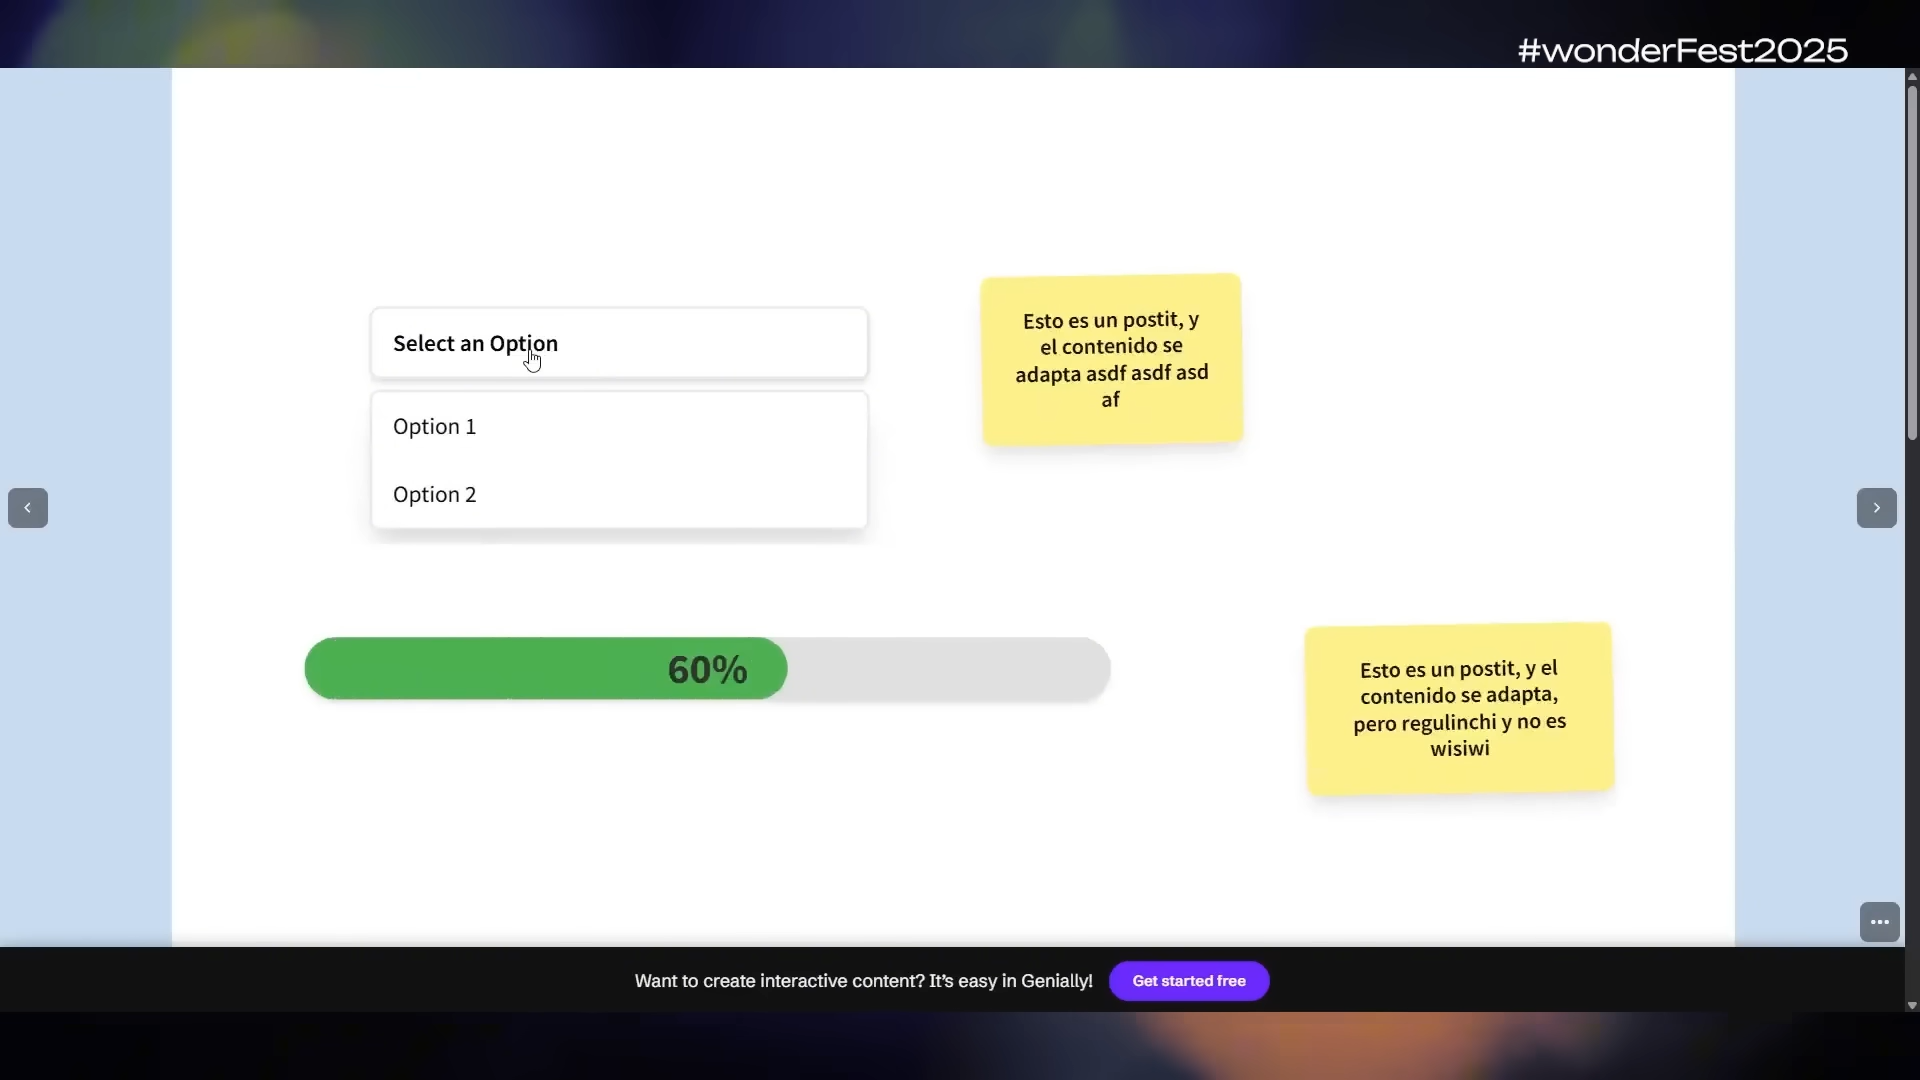 #wonderFest2025
Select an Option
Option 1
Option 2
Esto es un postit, y
el contenido se
adapta asdf asdf asd
af
60%
Esto es un postit, y el
contenido se adapta,
pero regulinchi y no es
wisiwi
Want to create interactive content? It's easy in Genially!
Get started free